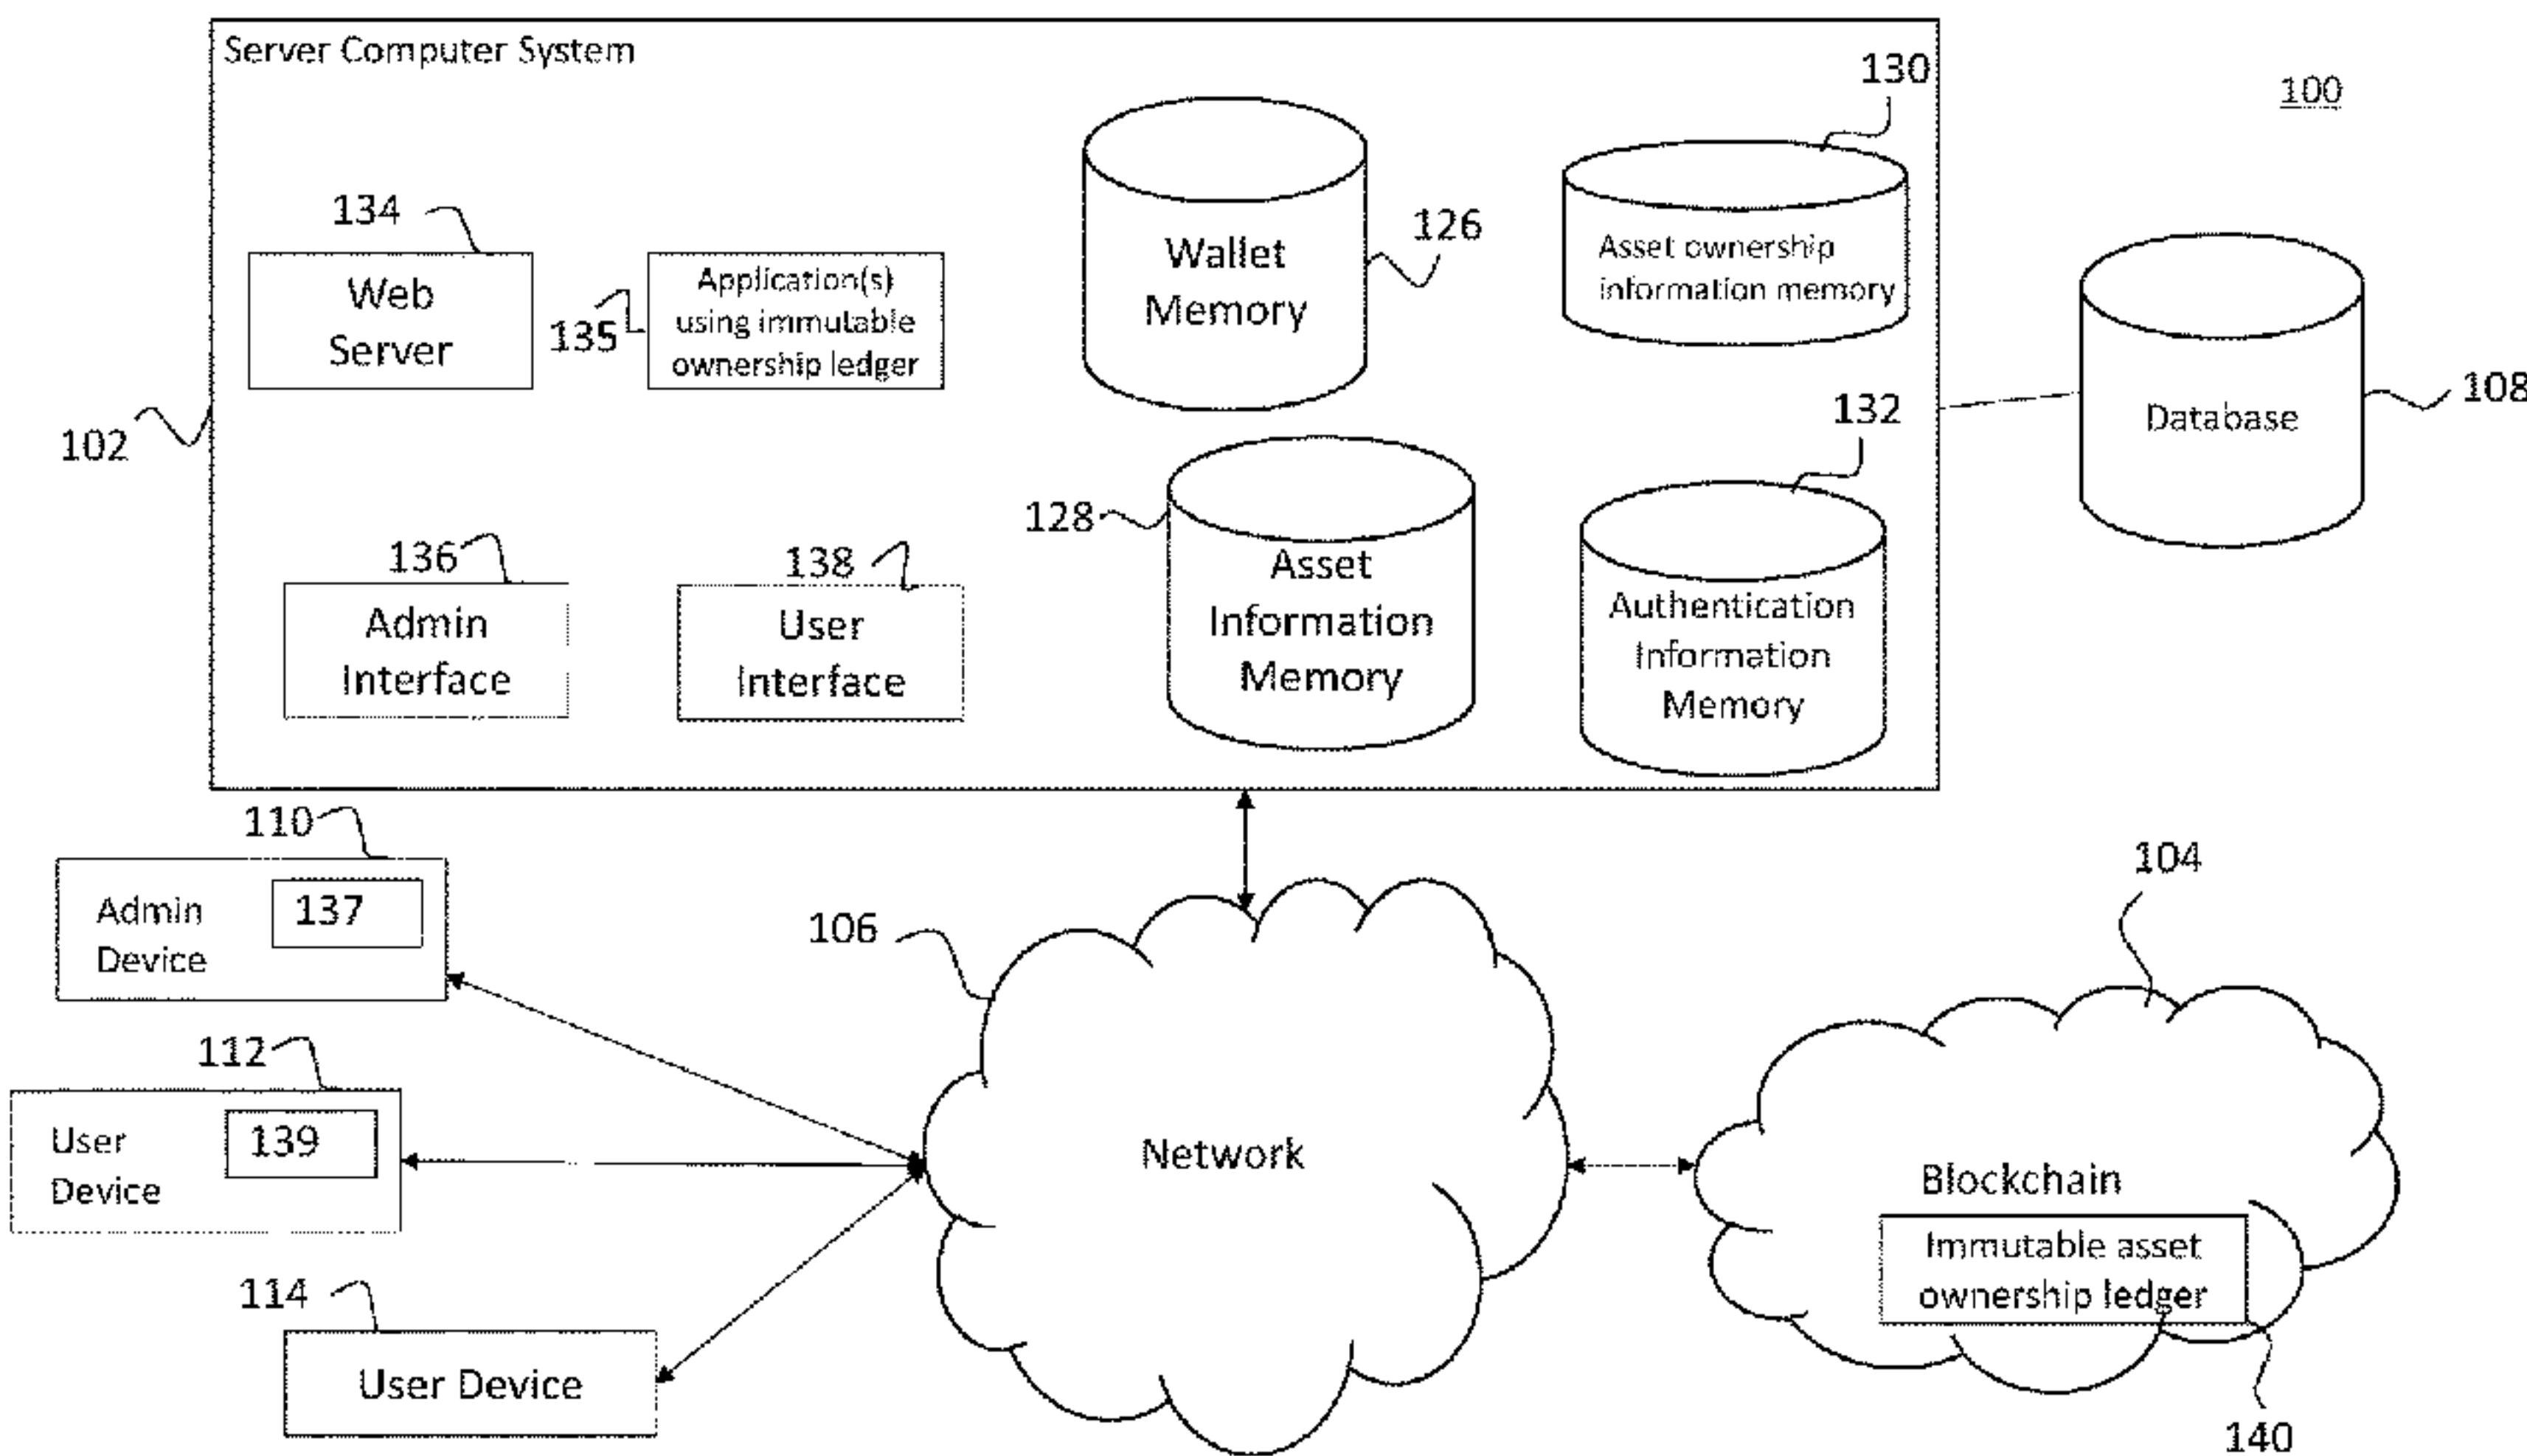 Server Computer System
100
130
134
126
Wallet
Memory
Asset ownership
information memory
Web
Server
135
Application(s)
using immutable
ownership ledger
102
132
Database
108
128
136
138
Admin
Interface
User
Interface
Asset
Information
Memory
Authentication
Information
Memory
110
Admin
Device
137
106
104
112
User
Device
139
Network
Blockchain
Immutable asset
ownership ledger
114
User Device
140